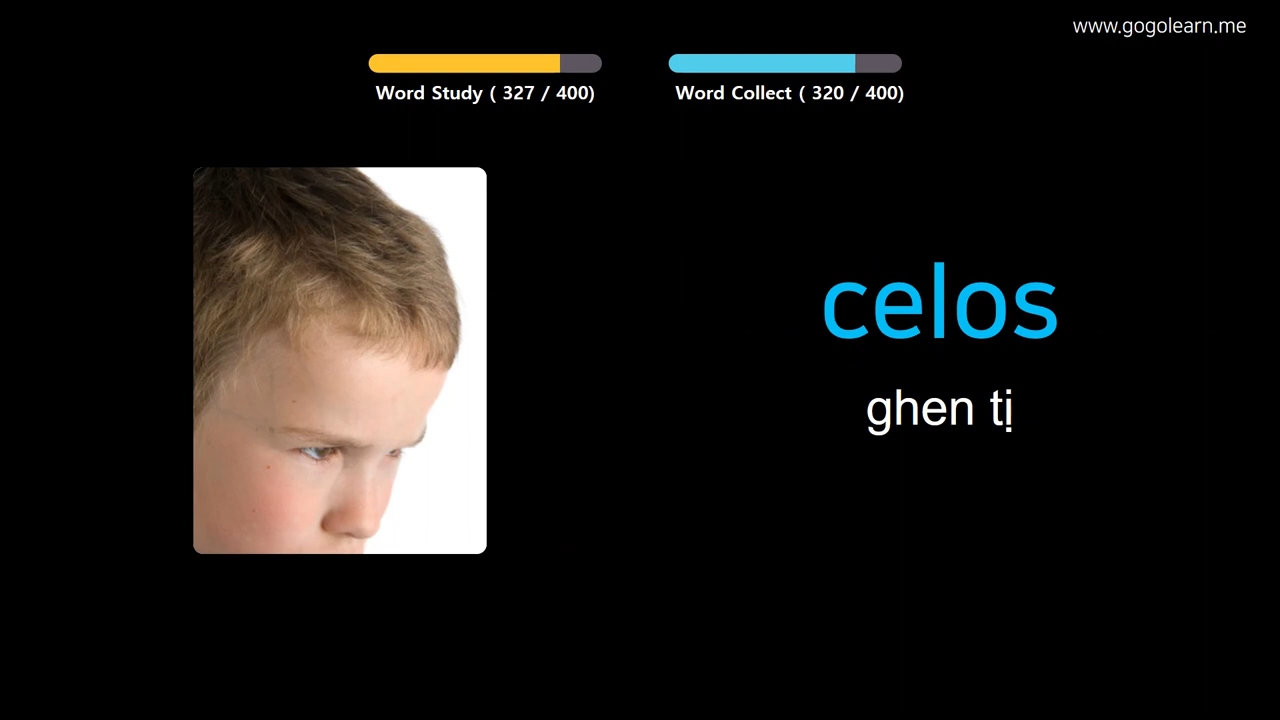 www.gogolearn.me
Word Study ( 327 / 400)
Word Collect ( 320 / 400)
celos
ghen tị